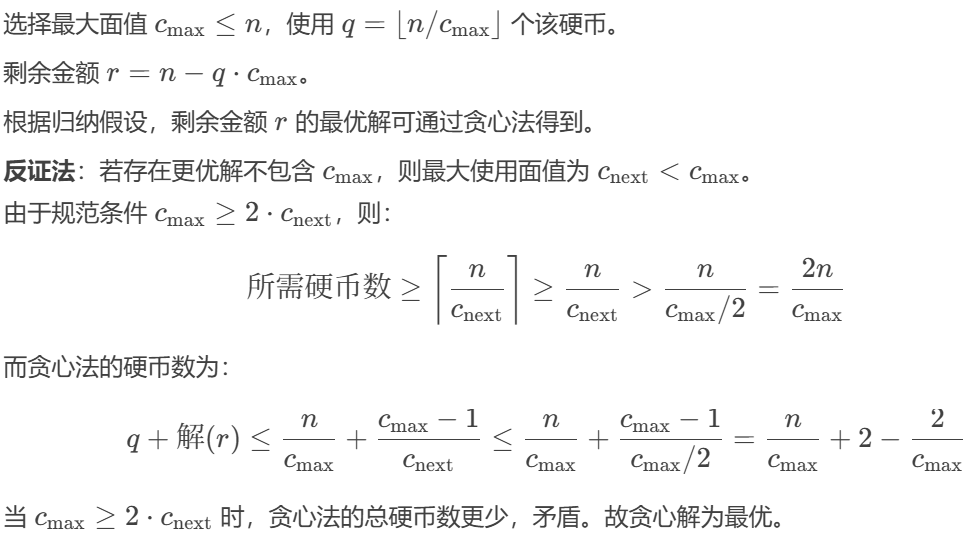 选择最大面值 $c_{\max} \leq n$，使用 $q = \lfloor n/c_{\max} \rfloor$ 个该硬币。
剩余金额 $r = n - q \cdot c_{\max}$。
根据归纳假设，剩余金额 $r$ 的最优解可通过贪心法得到。
反证法：若存在更优解不包含 $c_{\max}$，则最大使用面值为 $c_{\text{next}} < c_{\max}$。
由于规范条件 $c_{\max} \geq 2 \cdot c_{\text{next}}$，则：
$所需硬币数 \geq \left\lceil \frac{n}{c_{\text{next}}} \right\rceil \geq \frac{n}{c_{\text{next}}} > \frac{n}{c_{\max}/2} = \frac{2n}{c_{\max}}$
而贪心法的硬币数为：
$q + 解(r) \leq \frac{n}{c_{\max}} + \frac{c_{\max} - 1}{c_{\text{next}}} \leq \frac{n}{c_{\max}} + \frac{c_{\max} - 1}{c_{\max}/2} = \frac{n}{c_{\max}} + 2 - \frac{2}{c_{\max}}$
当 $c_{\max} \geq 2 \cdot c_{\text{next}}$ 时，贪心法的总硬币数更少，矛盾。故贪心解为最优。